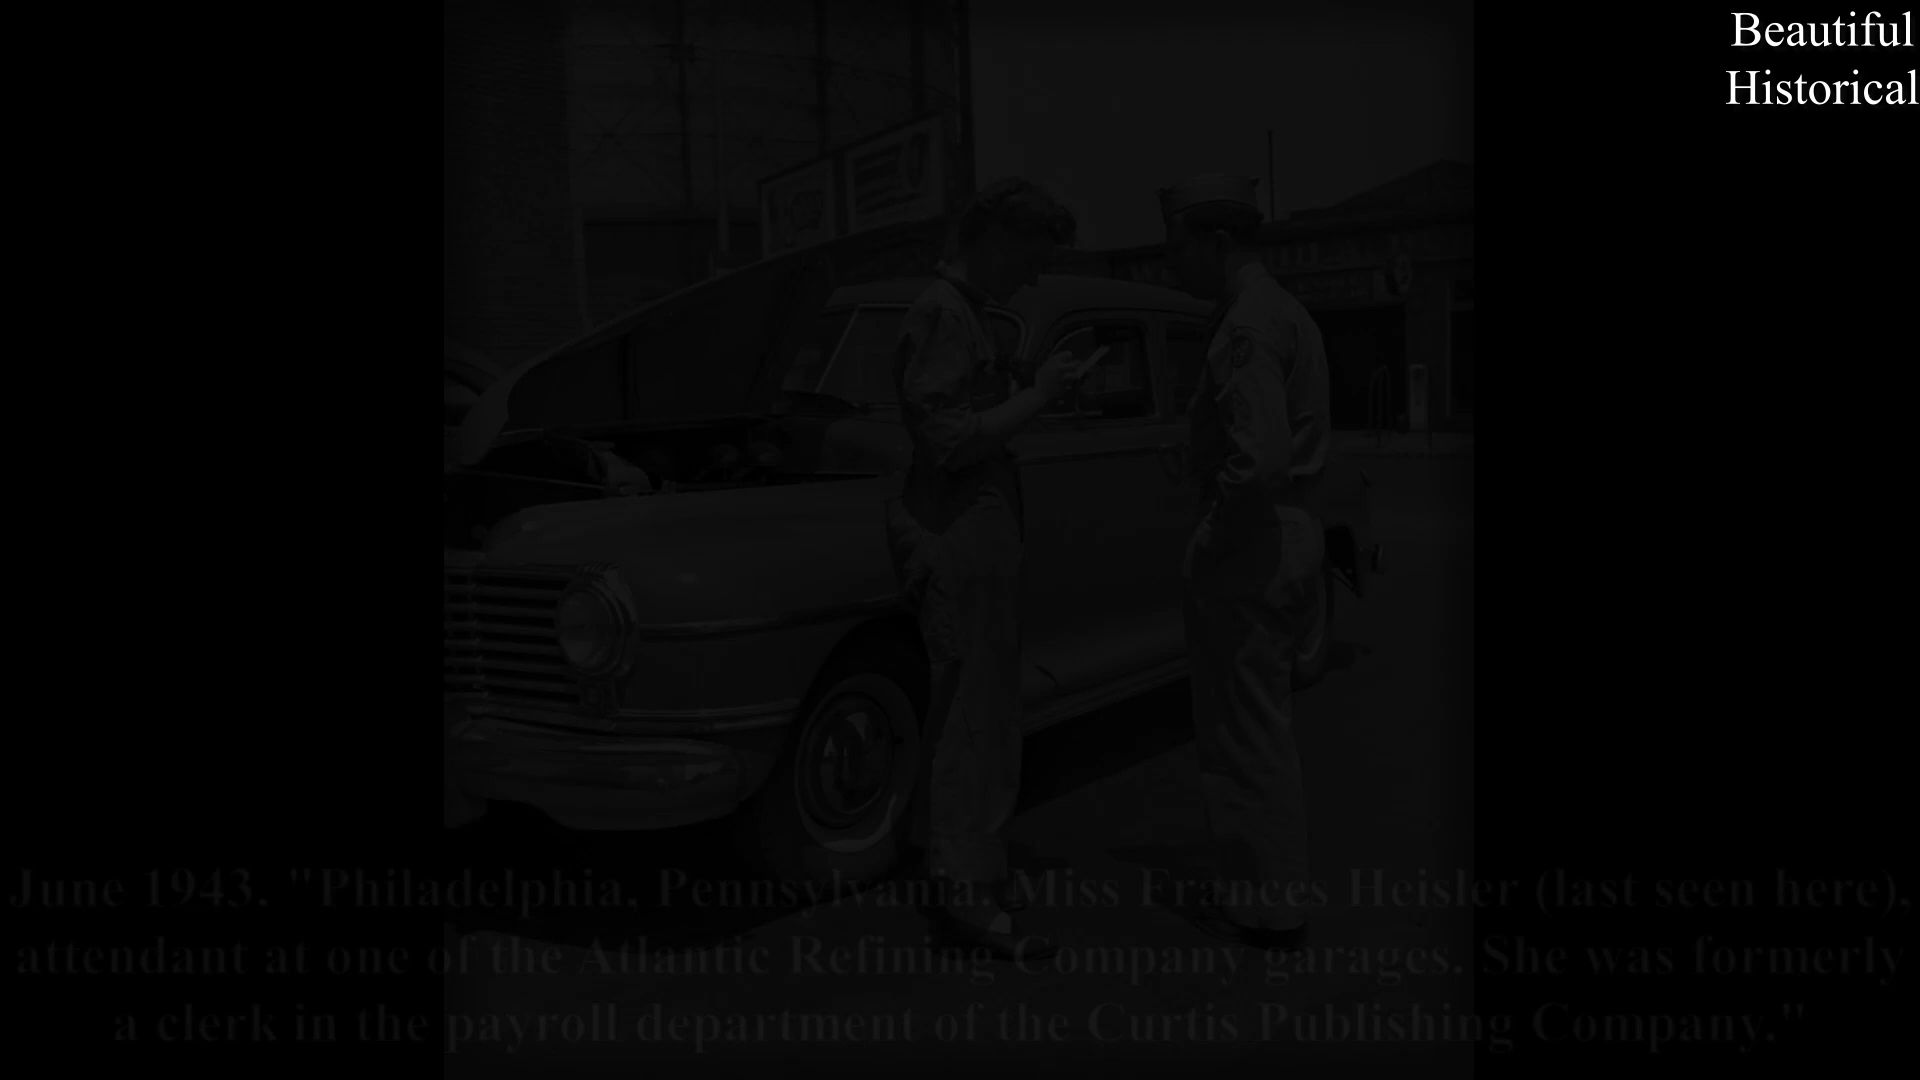 Beautiful
Historical
June 1943. "Philadelphia, Pennsylvania. Miss Frances Heisler (last seen here),
attendant at one of the Atlantic Refining Company garages. She was formerly
a clerk in the payroll department of the Curtis Publishing Company."